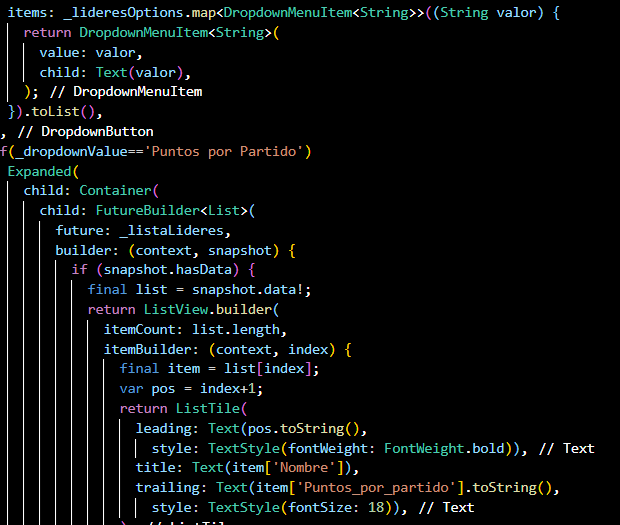 items: _lideresOptions.map<DropdownMenuItem<String>>((String valor) {
return DropdownMenuItem<String>(
value: valor,
child: Text(valor),
); // DropdownMenuItem
}).toList(),
, // DropdownButton
f(_dropdownValue=='Puntos por Partido')
Expanded(
child: Container(
child: FutureBuilder<List>(
future: _listaLideres,
builder: (context, snapshot) {
if (snapshot.hasData) {
final list = snapshot.data!;
return ListView.builder(
itemCount: list.length,
itemBuilder: (context, index) {
final item = list[index];
var pos = index+1;
return ListTile(
leading: Text(pos.toString(),
style: TextStyle(fontWeight: FontWeight.bold)), // Text
title: Text(item['Nombre']),
trailing: Text(item['Puntos_por_partido'].toString(),
style: TextStyle(fontSize: 18)), // Text